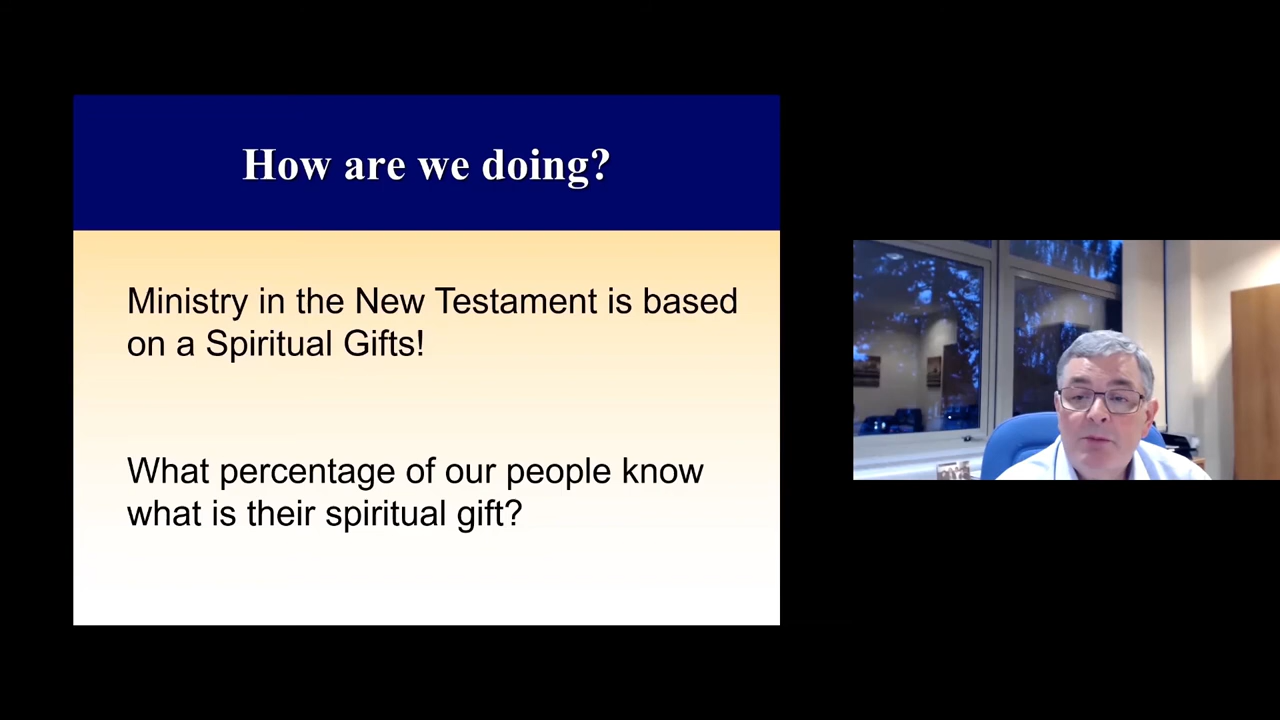 How are we doing?
Ministry in the New Testament is based
on a Spiritual Gifts!
What percentage of our people know
what is their spiritual gift?